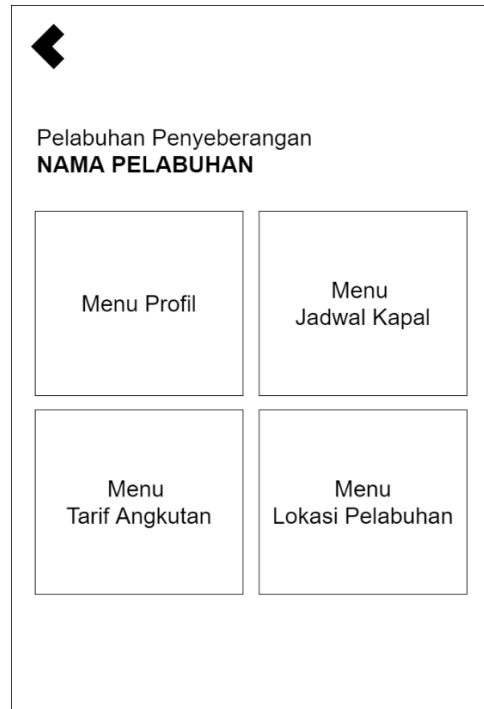 Pelabuhan Penyeberangan
NAMA PELABUHAN
Menu Profil
Menu
Jadwal Kapal
Menu
Tarif Angkutan
Menu
Lokasi Pelabuhan